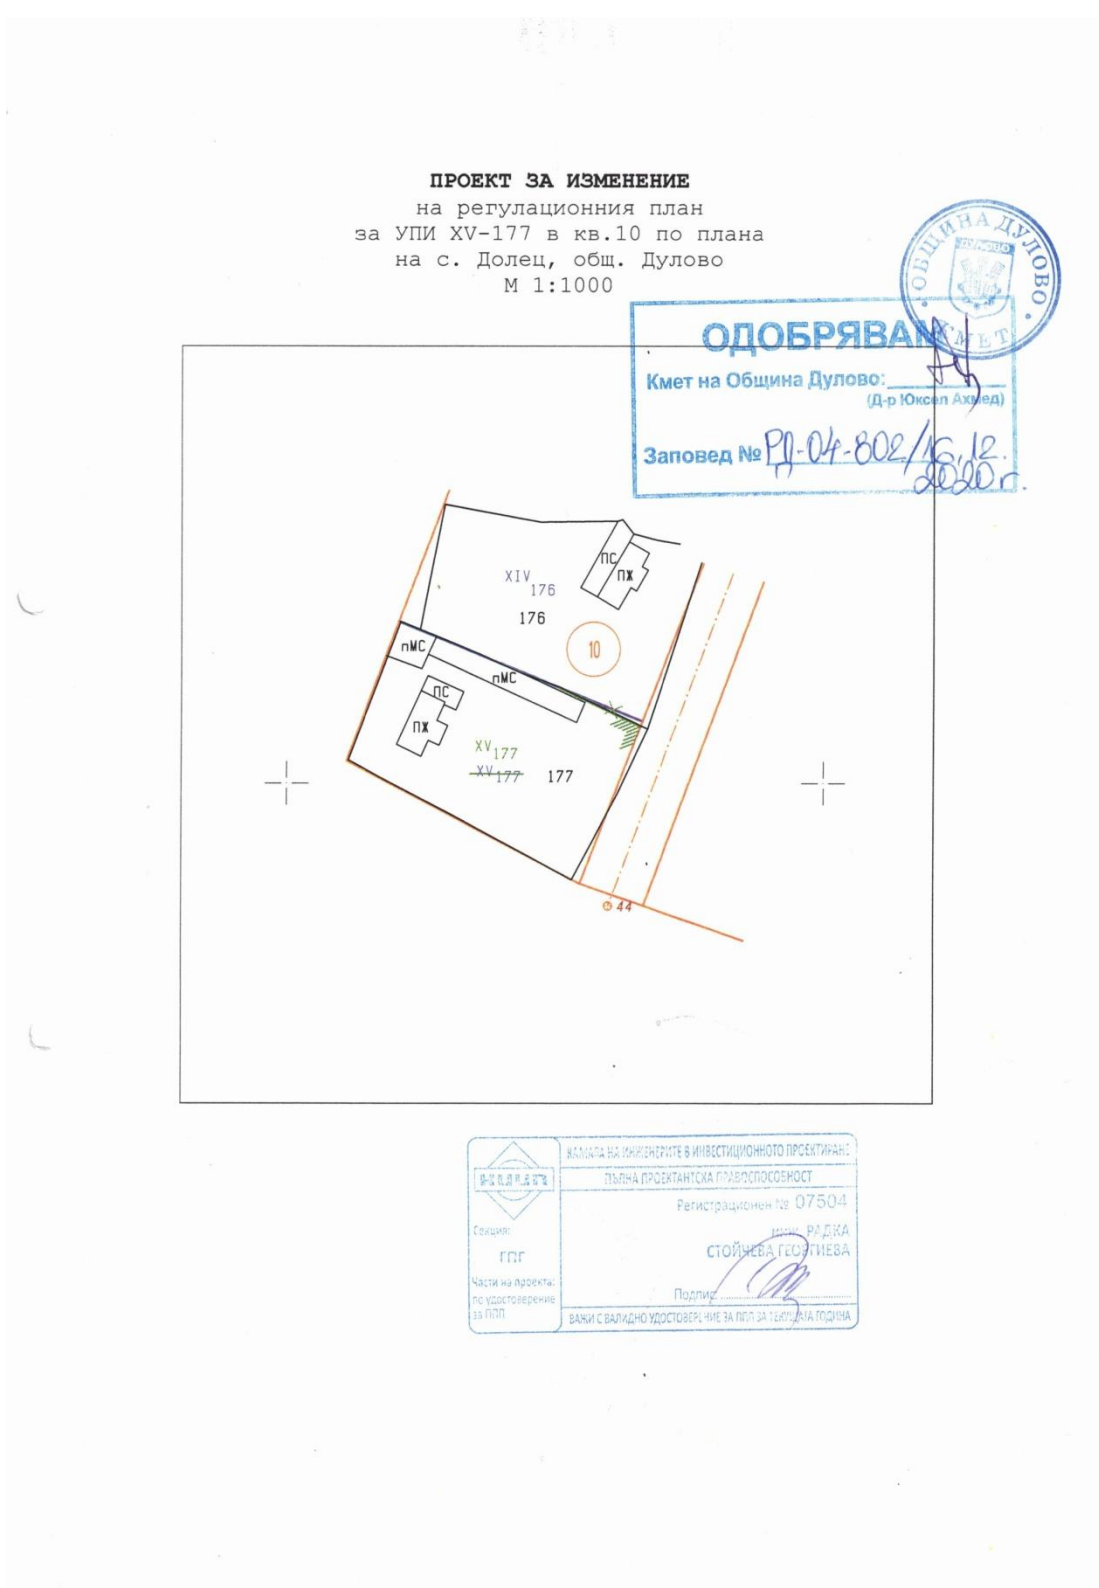 ПРОЕКТ ЗА ИЗМЕНЕНИЕ
на регулационния план
за УПИ XV-177 в кв.10 по плана
на с. Долец, общ. Дулово
М 1:1000
ОБЩИНА ДУЛОВО
КМЕТ
ОДОБРЯВАМ
Кмет на Община Дулово:
(Д-р Юксел Ахмед)
Заповед № РД-04-802/16.12.
2020г.
ПС
ПЖ
XIV 176
176
10
пМС
пМС
ПС
ПЖ
XV 177
XV 177
177
44
КАМАРА НА ИНЖЕНЕРИТЕ В ИНВЕСТИЦИОННОТО ПРОЕКТИРАНЕ
КИИП
ПЪЛНА ПРОЕКТАНТСКА ПРАВОСПОСОБНОСТ
Регистрационен № 07504
Секция:
инж. РАДКА
ГПГ
СТОЙЧЕВА ГЕОРГИЕВА
Части на проекта:
по удостоверение
за ППП
Подпис
ВАЖИ С ВАЛИДНО УДОСТОВЕРЕНИЕ ЗА ППП ЗА ТЕКУЩАТА ГОДИНА